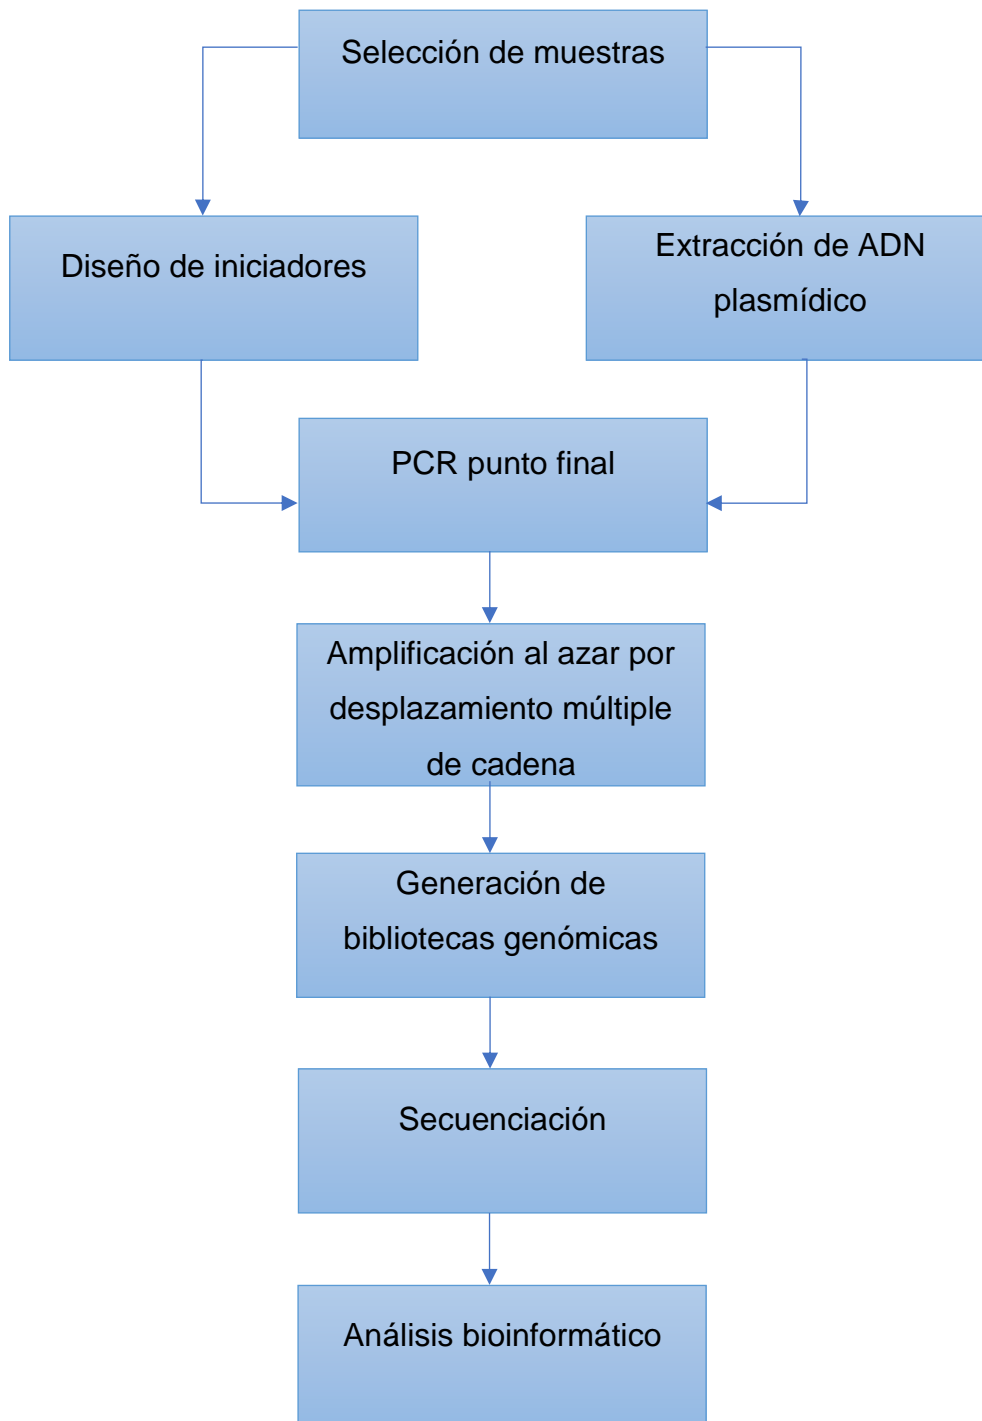 Selección de muestras
Diseño de iniciadores
Extracción de ADN
plasmídico
PCR punto final
Amplificación al azar por
desplazamiento múltiple
de cadena
Generación de
bibliotecas genómicas
Secuenciación
Análisis bioinformático